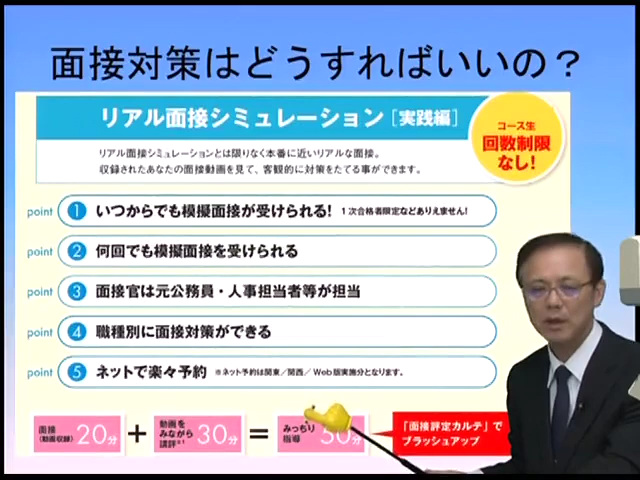 面接対策はどうすればいいの？
リアル面接シミュレーション［実践編］
コース生
回数制限
なし！
リアル面接シミュレーションとは限りなく本番に近いリアルな面接。
収録されたあなたの面接動画を見て、客観的に対策をたてる事ができます。
point 1 いつからでも模擬面接が受けられる！ 1次合格者限定などありえません！
point 2 何回でも模擬面接を受けられる
point 3 面接官は元公務員・人事担当者等が担当
point 4 職種別に面接対策ができる
point 5 ネットで楽々予約 ※ネット予約は関東／関西／Web版実施分となります。
面接
（動画収録）
20分
＋
動画を
みながら
講評※1
30分
＝
みっちり
指導
50分
「面接評定カルテ」で
ブラッシュアップ